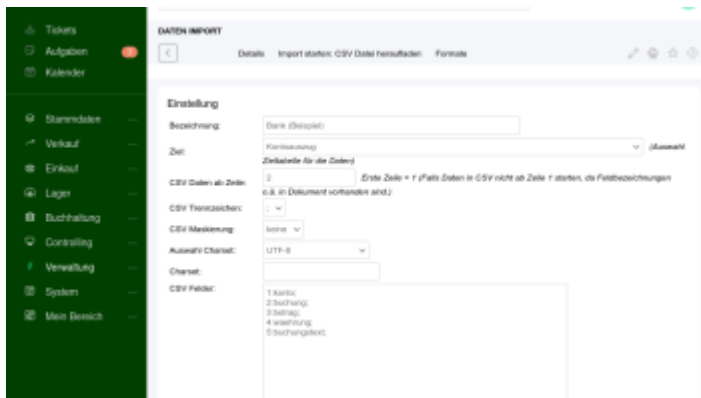 Tickets
Aufgaben
Kalender
Stammdaten
Verkauf
Einkauf
Lager
Buchhaltung
Controlling
Verwaltung
System
Mein Bereich
DATEN IMPORT
Details Import starten: CSV Datei heraufladen Formate
Einstellung
Bezeichnung: Bank (Beispiel)
Ziel: Kontoauszug (Auswahl
Zieltabelle für die Daten)
CSV Daten ab Zeile: 2 Erste Zeile = 1 (Falls Daten in CSV nicht ab Zeile 1 starten, da Feldbezeichnungen
o.ä. in Dokument vorhanden sind.)
CSV Trennzeichen: ;
CSV Maskierung: keine
Auswahl Charset: UTF-8
Charset:
CSV Felder: 1:konto;
2:buchung;
3:betrag;
4:waehrung;
5:buchungstext;